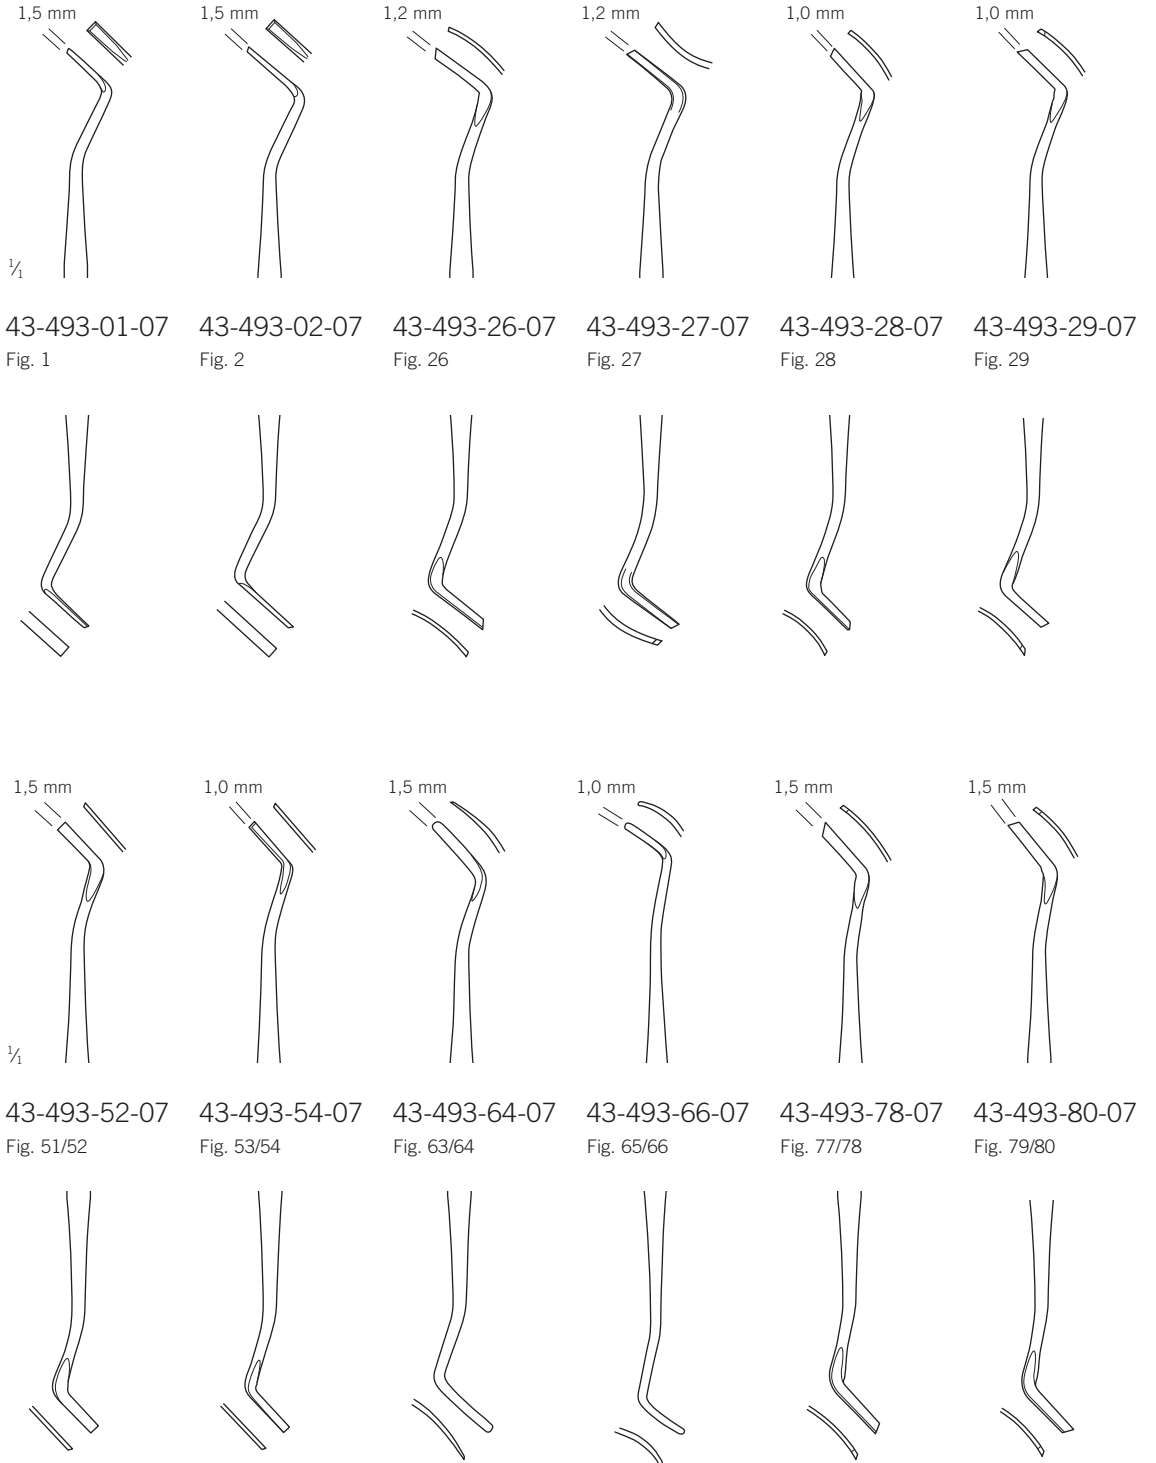 1,5 mm 1,5 mm 1,2 mm 1,2 mm 1,0 mm 1,0 mm
1/1
43-493-01-07 43-493-02-07 43-493-26-07 43-493-27-07 43-493-28-07 43-493-29-07
Fig. 1 Fig. 2 Fig. 26 Fig. 27 Fig. 28 Fig. 29
1,5 mm 1,0 mm 1,5 mm 1,0 mm 1,5 mm 1,5 mm
1/1
43-493-52-07 43-493-54-07 43-493-64-07 43-493-66-07 43-493-78-07 43-493-80-07
Fig. 51/52 Fig. 53/54 Fig. 63/64 Fig. 65/66 Fig. 77/78 Fig. 79/80